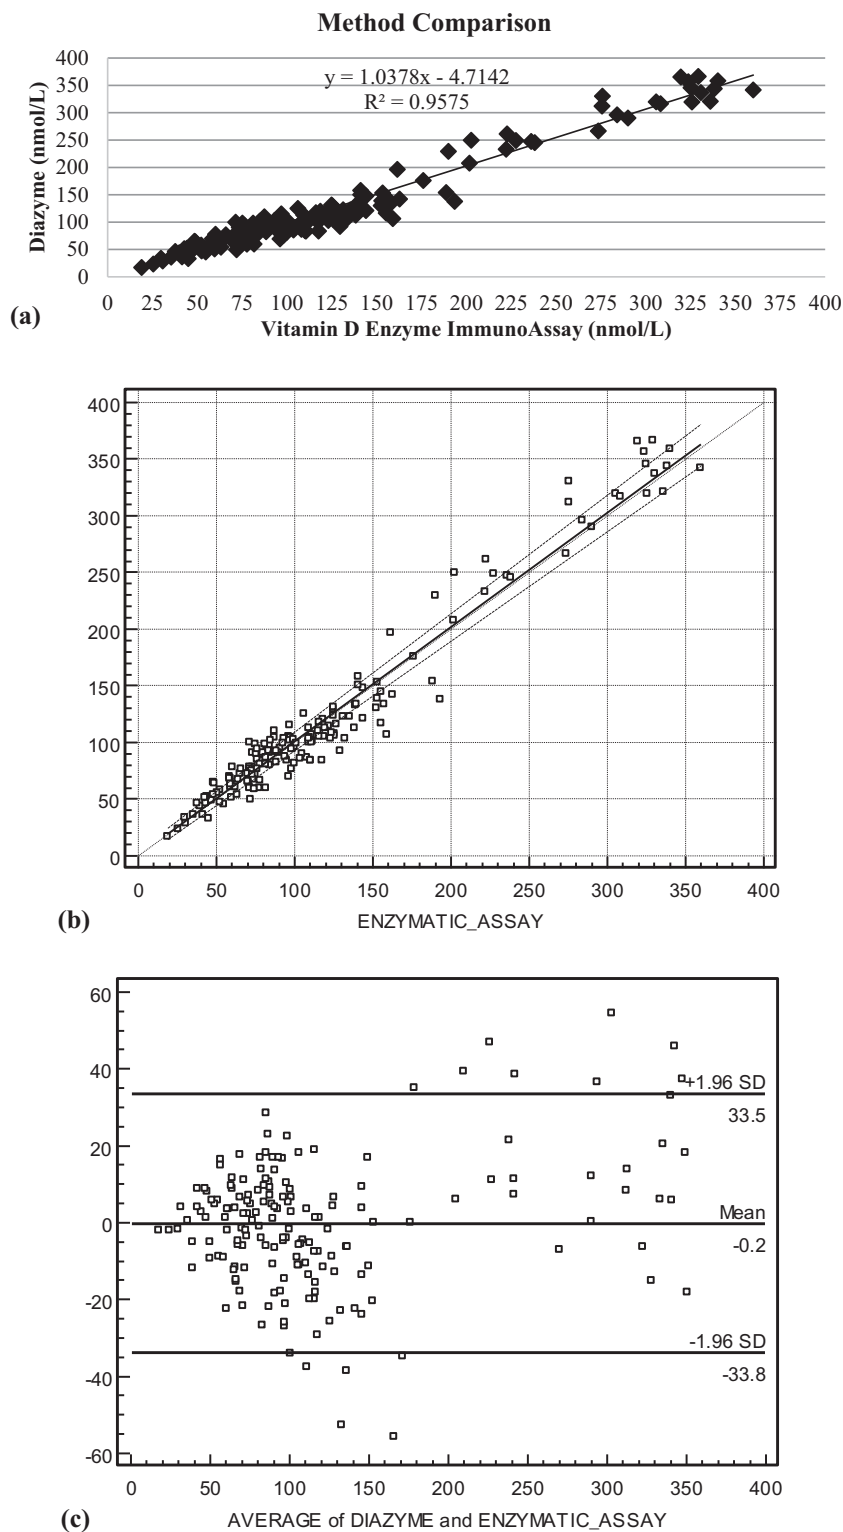 Method Comparison
400
350
300
250
200
150
100
50
0
Diazyme (nmol/L)
y = 1.0378x - 4.7142
R² = 0.9575
0 25 50 75 100 125 150 175 200 225 250 275 300 325 350 375 400
Vitamin D Enzyme ImmunoAssay (nmol/L)
(a)
400
350
300
250
200
150
100
50
0
0 50 100 150 200 250 300 350 400
ENZYMATIC_ASSAY
(b)
60
40
20
0
-20
-40
-60
+1.96 SD
33.5
Mean
-0.2
-1.96 SD
-33.8
0 50 100 150 200 250 300 350 400
AVERAGE of DIAZYME and ENZYMATIC_ASSAY
(c)